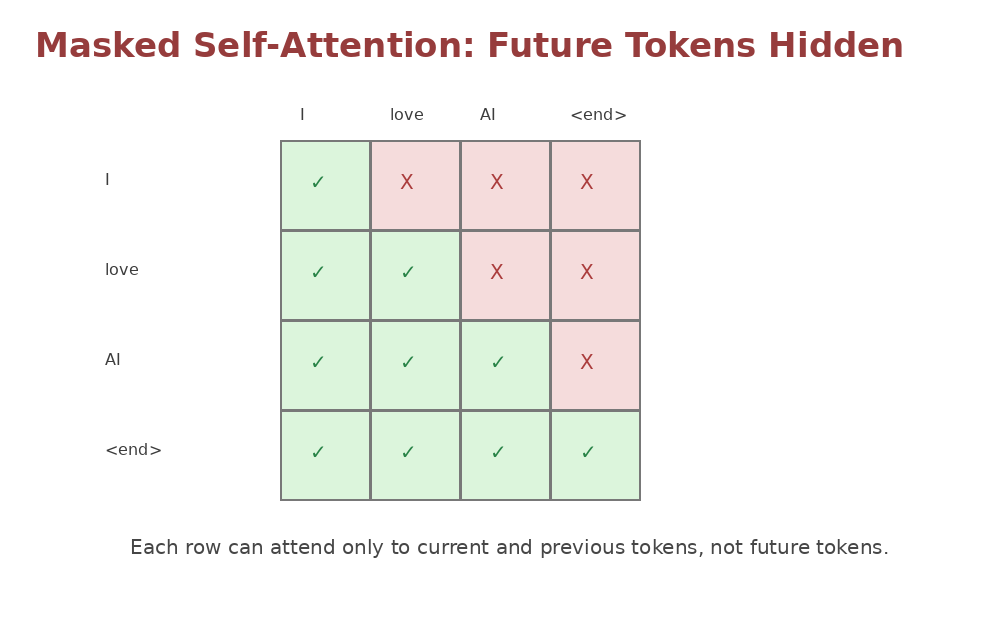 Masked Self-Attention: Future Tokens Hidden
I love AI <end>
I ✓ X X X
love ✓ ✓ X X
AI ✓ ✓ ✓ X
<end> ✓ ✓ ✓ ✓
Each row can attend only to current and previous tokens, not future tokens.